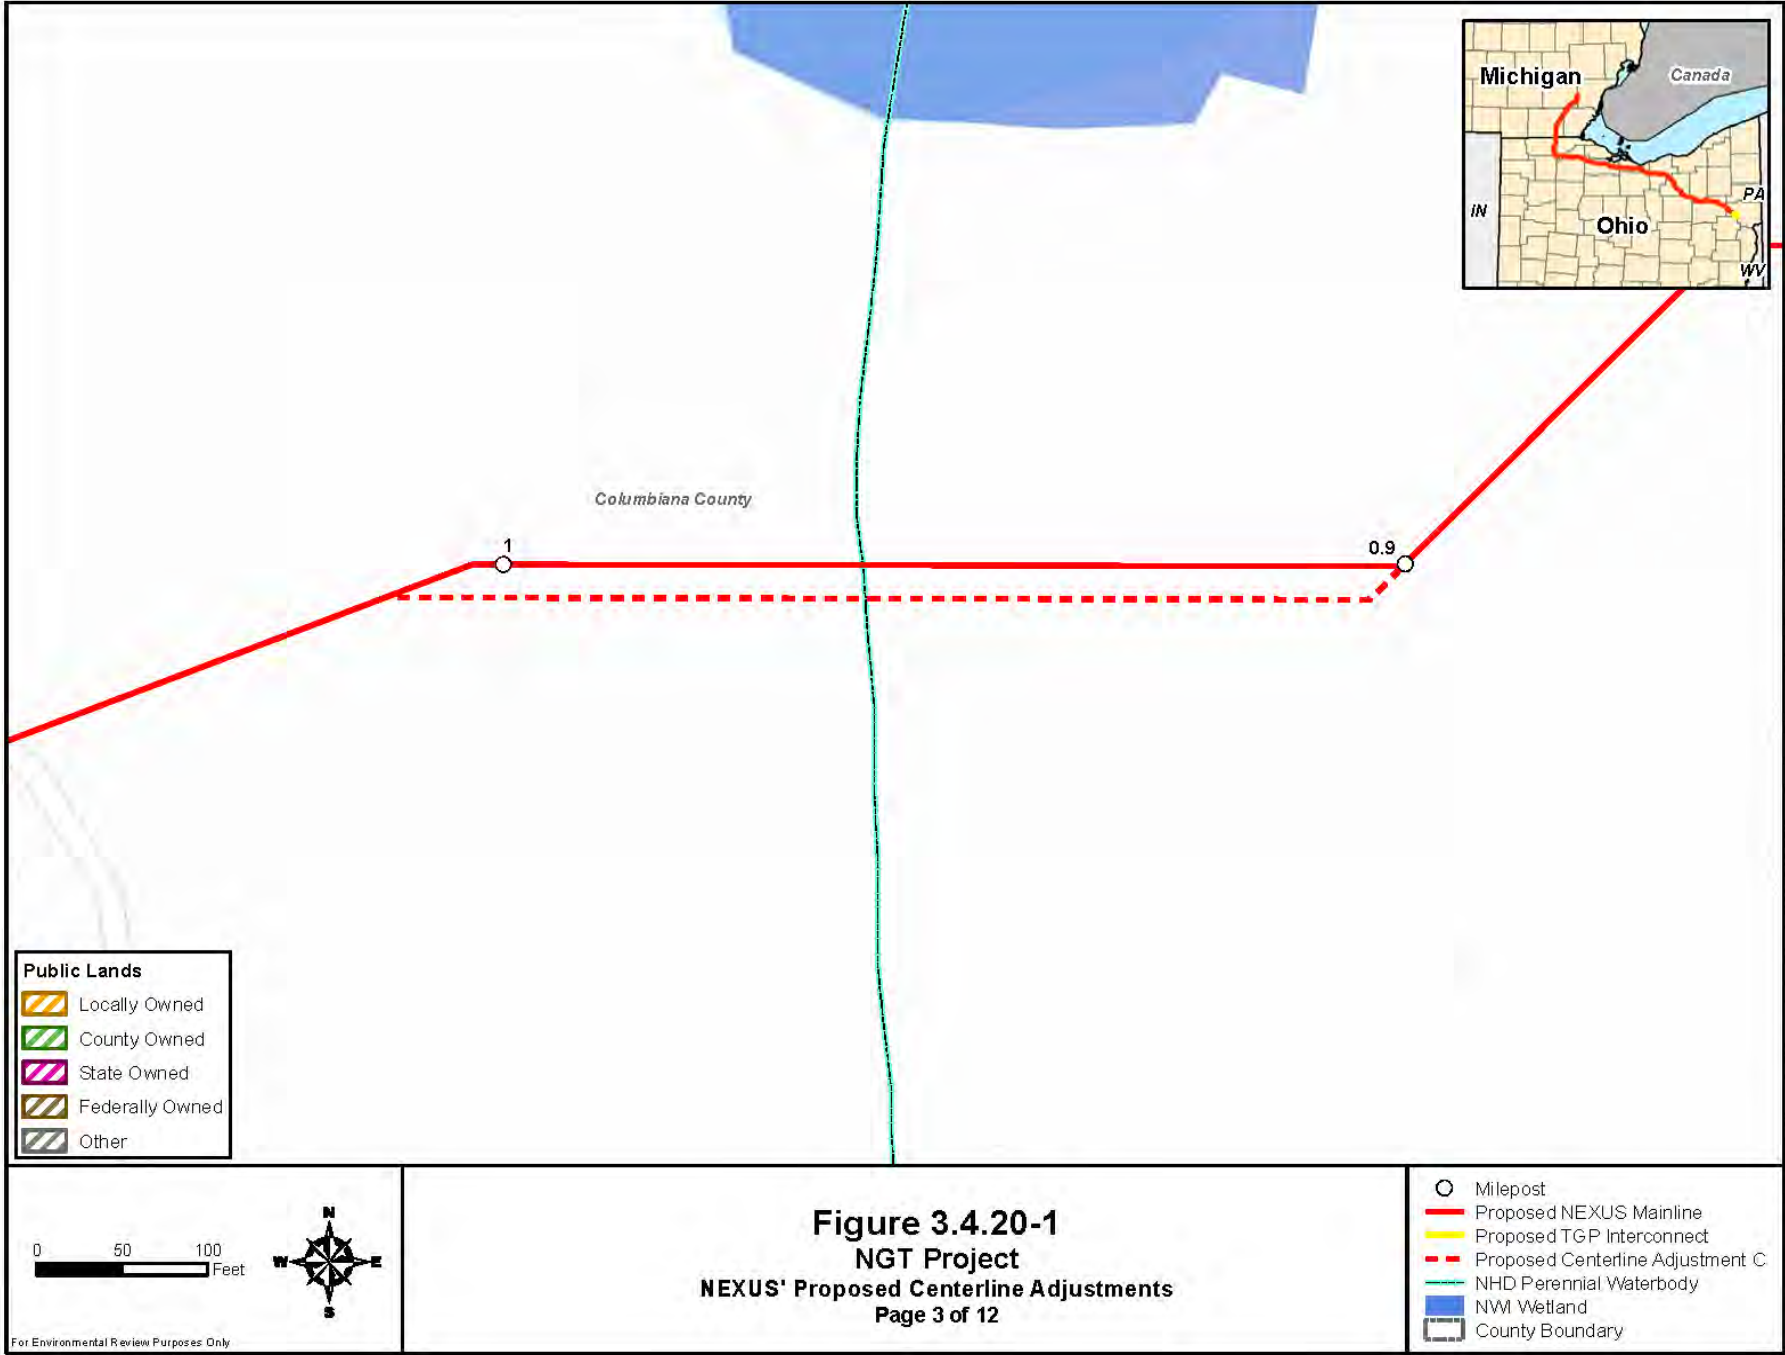 Michigan
Canada
PA
IN
Ohio
WV
Columbiana County
1
0.9
Public Lands
Locally Owned
County Owned
State Owned
Federally Owned
Other
0 50 100
Feet
N
W E
S
For Environmental Review Purposes Only
Figure 3.4.20-1
NGT Project
NEXUS' Proposed Centerline Adjustments
Page 3 of 12
Milepost
Proposed NEXUS Mainline
Proposed TGP Interconnect
Proposed Centerline Adjustment C
NHD Perennial Waterbody
NWI Wetland
County Boundary